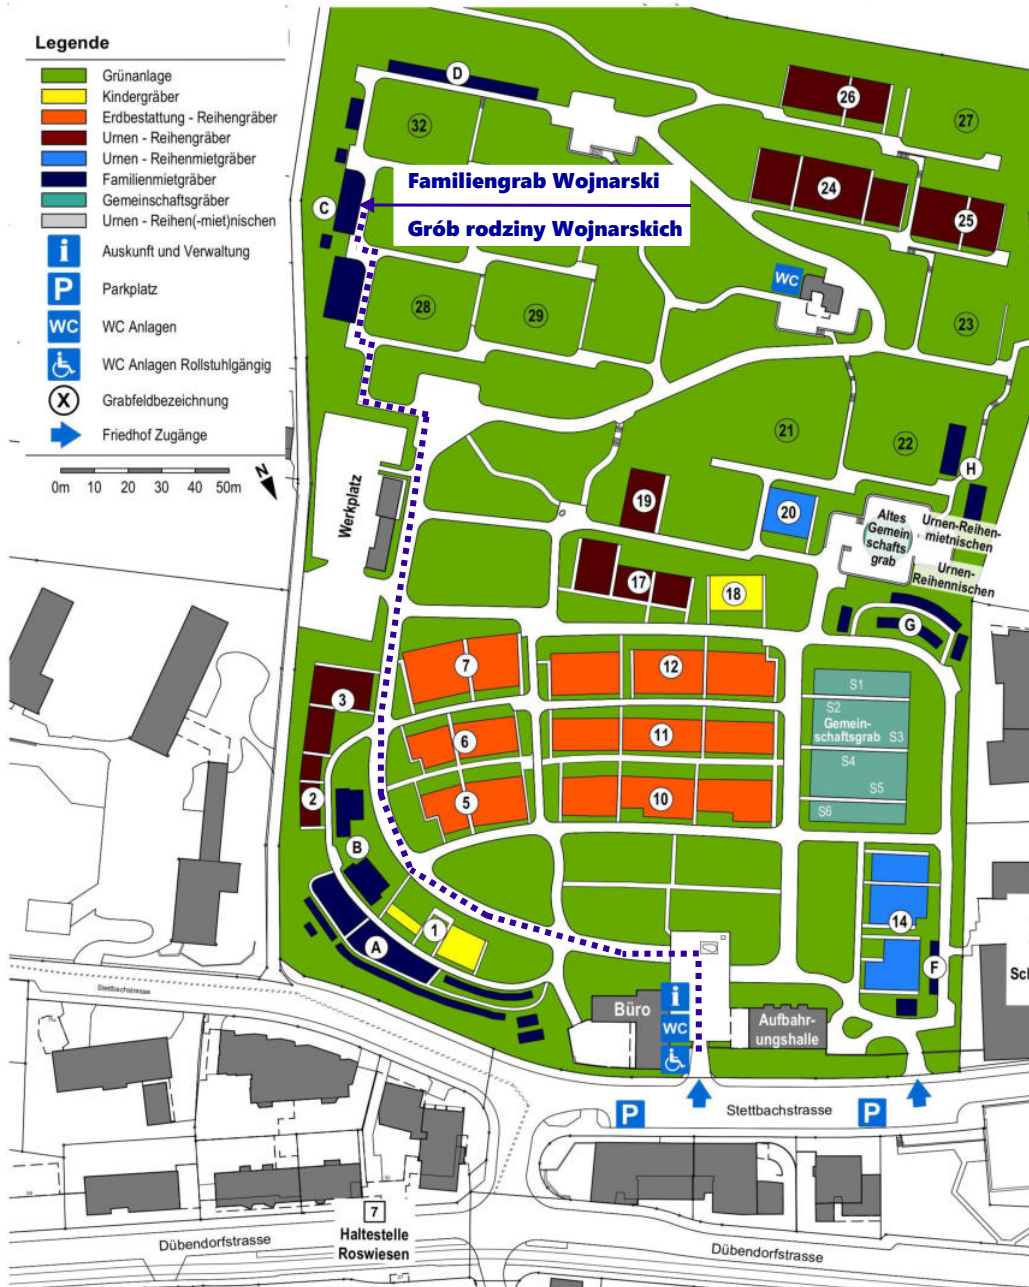 Legende
Grünanlage
Kindergräber
Erdbestattung - Reihengräber
Urnen - Reihengräber
Urnen - Reihenmietgräber
Familienmietgräber
Gemeinschaftsgräber
Urnen - Reihen(-miet)nischen
i Auskunft und Verwaltung
P Parkplatz
WC WC Anlagen
WC Anlagen Rollstuhlgängig
X Grabfeldbezeichnung
Friedhof Zugänge
0m 10 20 30 40 50m
N
D
26
27
32
24
25
C
Familiengrab Wojnarski
Grób rodziny Wojnarskich
WC
28
29
23
21
22
H
Werkplatz
19
20
Altes
Gemein
schafts
grab
Urnen-Reihen-
mietnischen
Urnen-
Reihennischen
17
18
G
7
12
3
S1
S2
Gemein-
schaftsgrab
S3
6
11
S4
S5
S6
2
5
10
B
A
1
14
F
Sch
Büro
i
WC
Aufbahr-
ungshalle
Stettbachstrasse
P
Stettbachstrasse
P
7
Haltestelle
Roswiesen
Dübendorfstrasse
Dübendorfstrasse